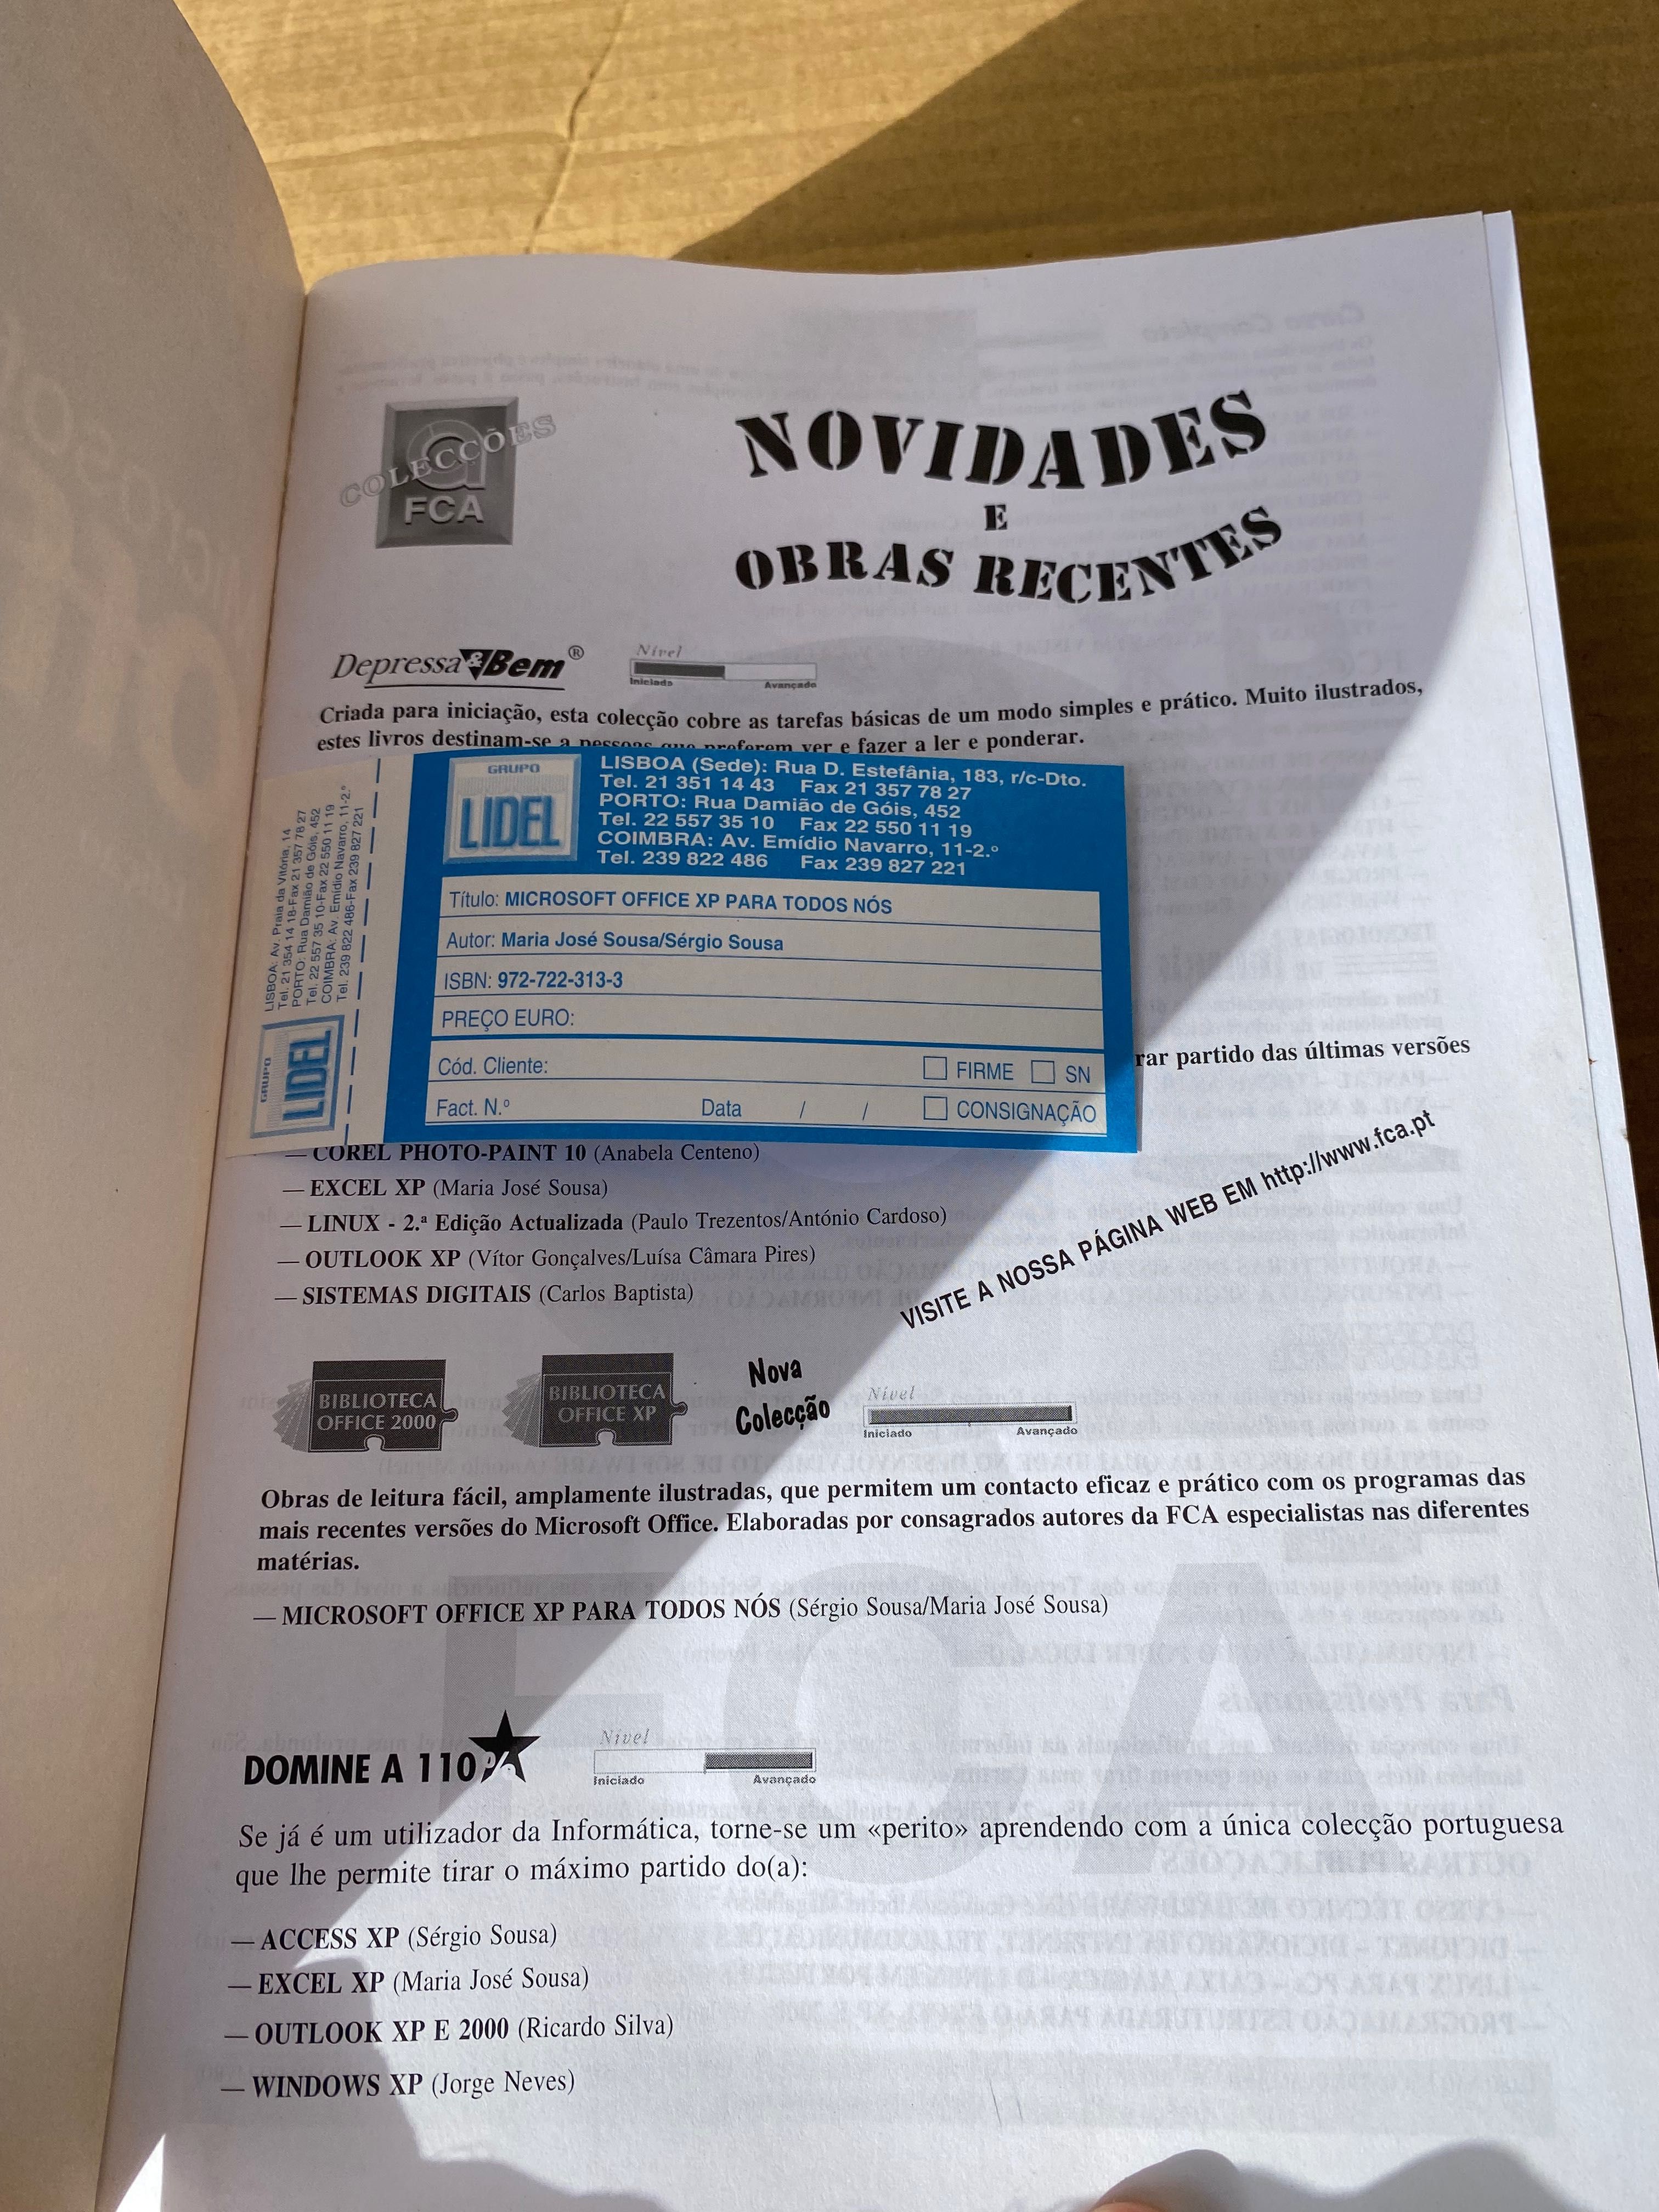 COLECÇÕES
FCA
NOVIDADES
E
OBRAS RECENTES
Depressa & Bem®
Nível
Iniciado Avançado
Criada para iniciação, esta colecção cobre as tarefas básicas de um modo simples e prático. Muito ilustrados,
estes livros destinam-se a pessoas que preferem ver e fazer a ler e ponderar.
LISBOA: Av. Praia da Vitória, 14
Tel. 21 354 14 18-Fax 21 357 78 27
PORTO: Rua Damião de Góis, 452
Tel. 22 557 35 10-Fax 22 550 11 19
COIMBRA: Av. Emídio Navarro, 11-2.º
Tel. 239 822 486-Fax 239 827 221
GRUPO
LIDEL
GRUPO
LIDEL
LISBOA (Sede): Rua D. Estefânia, 183, r/c-Dto.
Tel. 21 351 14 43 Fax 21 357 78 27
PORTO: Rua Damião de Góis, 452
Tel. 22 557 35 10 Fax 22 550 11 19
COIMBRA: Av. Emídio Navarro, 11-2.º
Tel. 239 822 486 Fax 239 827 221
Título: MICROSOFT OFFICE XP PARA TODOS NÓS
Autor: Maria José Sousa/Sérgio Sousa
ISBN: 972-722-313-3
PREÇO EURO:
Cód. Cliente: FIRME SN
Fact. N.º Data / / CONSIGNAÇÃO
rar partido das últimas versões
— COREL PHOTO-PAINT 10 (Anabela Centeno)
— EXCEL XP (Maria José Sousa)
— LINUX - 2.ª Edição Actualizada (Paulo Trezentos/António Cardoso)
— OUTLOOK XP (Vítor Gonçalves/Luísa Câmara Pires)
— SISTEMAS DIGITAIS (Carlos Baptista)
VISITE A NOSSA PÁGINA WEB EM http://www.fca.pt
BIBLIOTECA
OFFICE 2000
BIBLIOTECA
OFFICE XP
Nova
Colecção
Nível
Iniciado Avançado
Obras de leitura fácil, amplamente ilustradas, que permitem um contacto eficaz e prático com os programas das
mais recentes versões do Microsoft Office. Elaboradas por consagrados autores da FCA especialistas nas diferentes
matérias.
— MICROSOFT OFFICE XP PARA TODOS NÓS (Sérgio Sousa/Maria José Sousa)
FCA
DOMINE A 110%
Nível
Iniciado Avançado
Se já é um utilizador da Informática, torne-se um «perito» aprendendo com a única colecção portuguesa
que lhe permite tirar o máximo partido do(a):
— ACCESS XP (Sérgio Sousa)
— EXCEL XP (Maria José Sousa)
— OUTLOOK XP E 2000 (Ricardo Silva)
— WINDOWS XP (Jorge Neves)